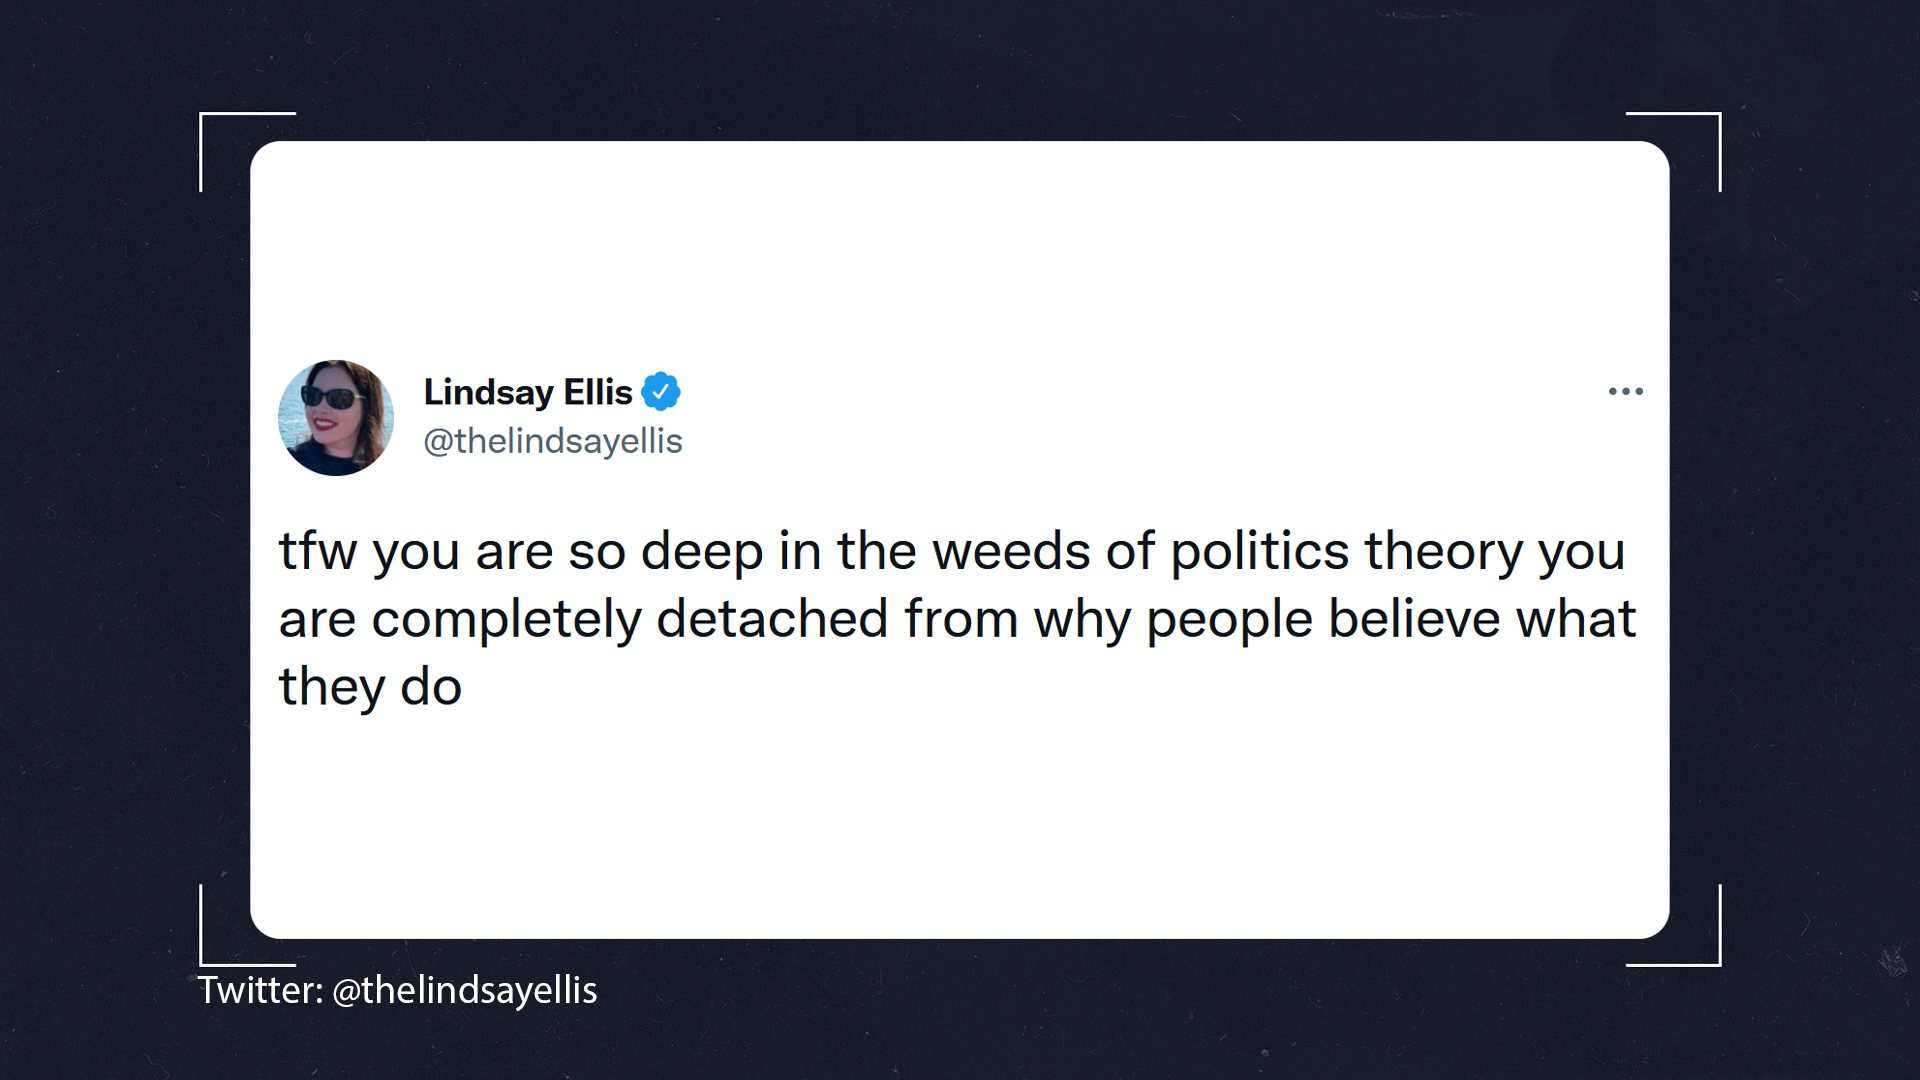 Lindsay Ellis
@thelindsayellis
tfw you are so deep in the weeds of politics theory you
are completely detached from why people believe what
they do
Twitter: @thelindsayellis